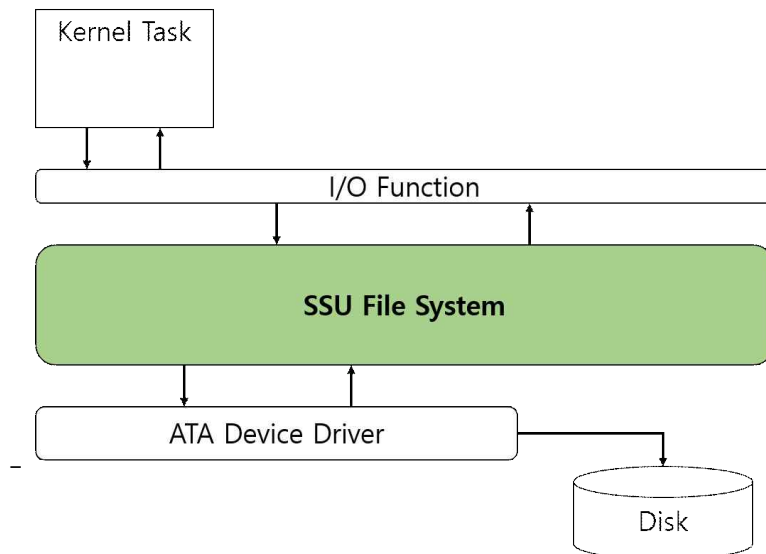 Kernel Task
I/O Function
SSU File System
ATA Device Driver
Disk